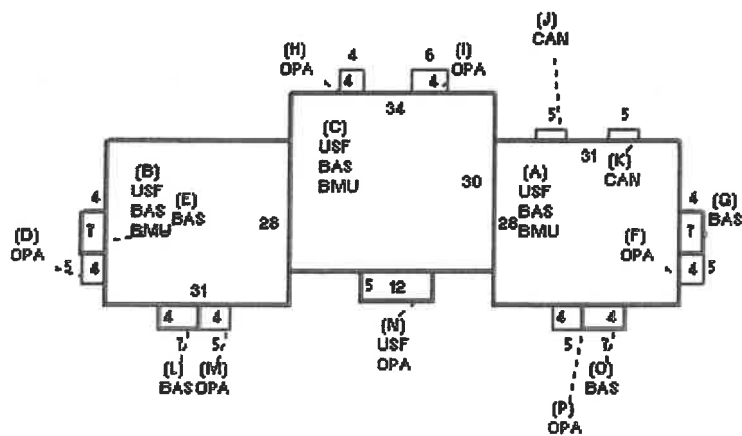 (J)
CAN
(H)
OPA
4
4
6
4
(I)
OPA
34
(C)
USF
BAS
BMU
30
5
5
31
(K)
CAN
(B)
USF
BAS
BMU
(E)
BAS
28
(A)
USF
BAS
BMU
28
4
7
(D)
OPA
5
4
31
(F)
OPA
4
7
(G)
BAS
4
5
4
4
7
5
(L)
BAS
(M)
OPA
5
12
(N)
USF
OPA
4
4
5
7
(O)
BAS
(P)
OPA